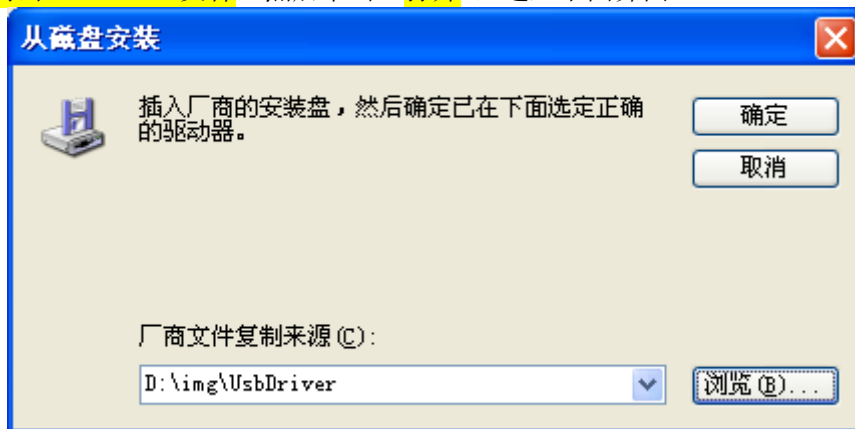 从磁盘安装
插入厂商的安装盘，然后确定已在下面选定正确
的驱动器。
确定
取消
厂商文件复制来源(C):
D:\img\UsbDriver
浏览(B)...